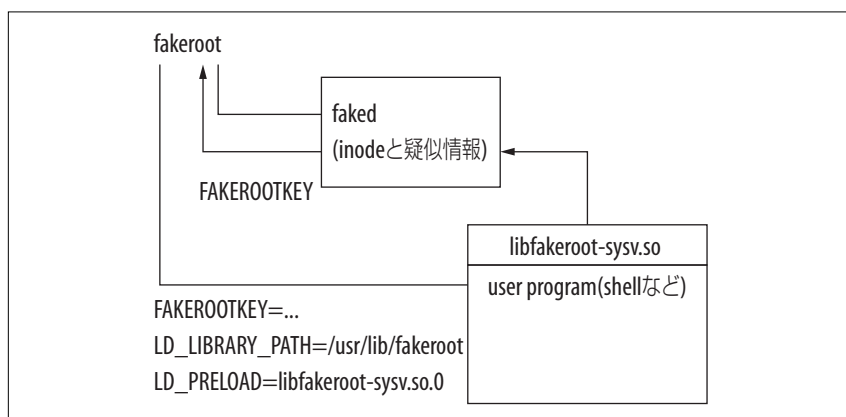 fakeroot
faked
(inodeと疑似情報)
FAKEROOTKEY
libfakeroot-sysv.so
user program(shellなど)
FAKEROOTKEY=...
LD_LIBRARY_PATH=/usr/lib/fakeroot
LD_PRELOAD=libfakeroot-sysv.so.0